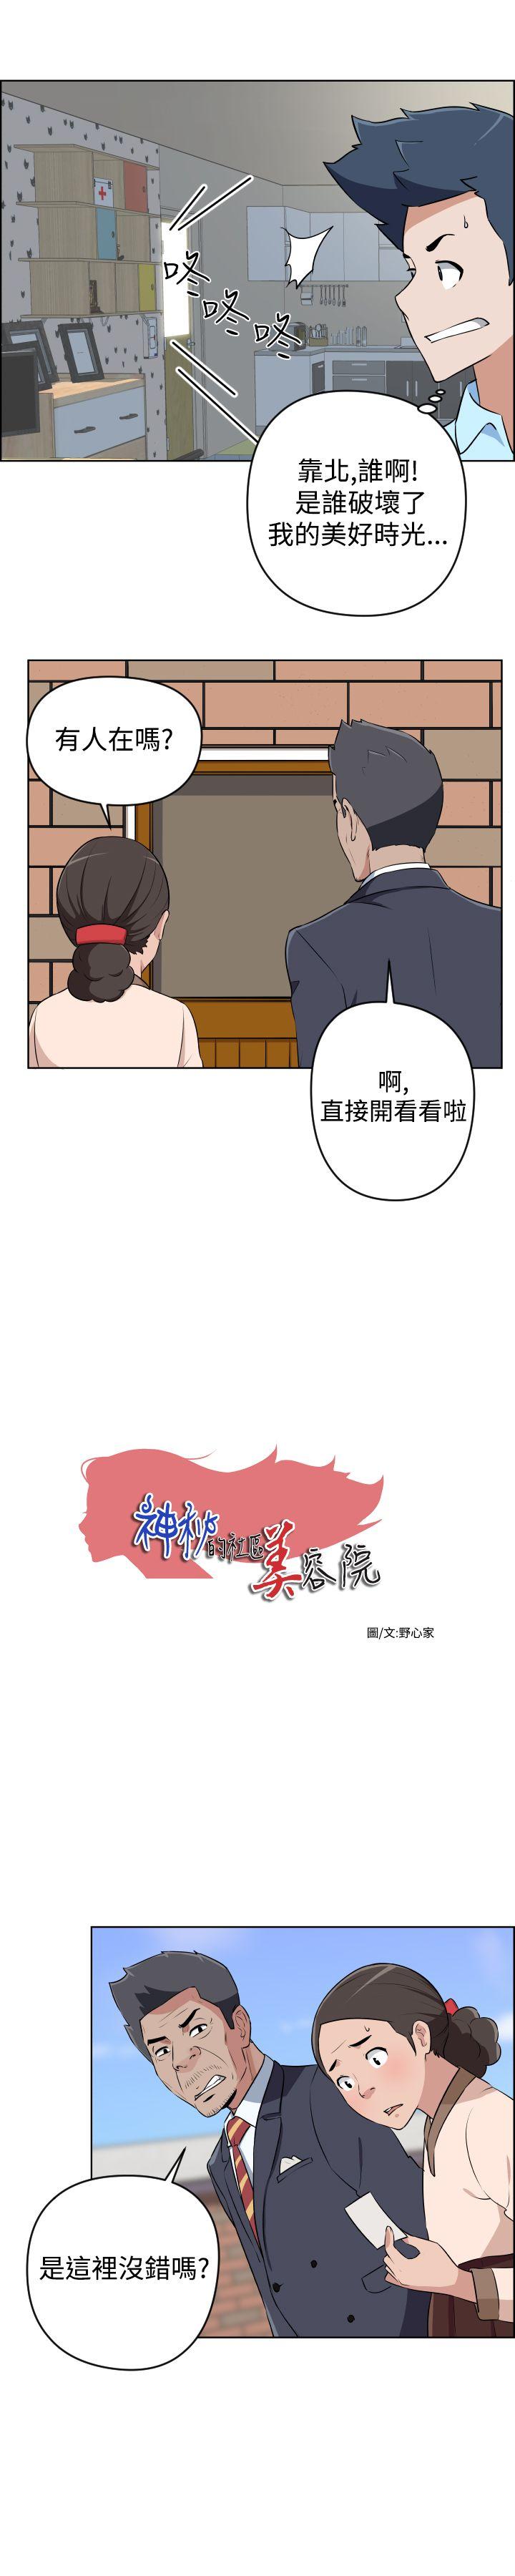 咚
咚
咚
靠北,誰啊!
是誰破壞了
我的美好時光...
有人在嗎?
啊,
直接開看看啦
神秘的社區美容院
圖/文:野心家
是這裡沒錯嗎?